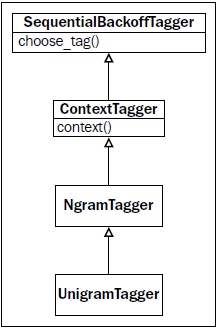 SequentialBackoffTagger
choose_tag()
ContextTagger
context()
NgramTagger
UnigramTagger